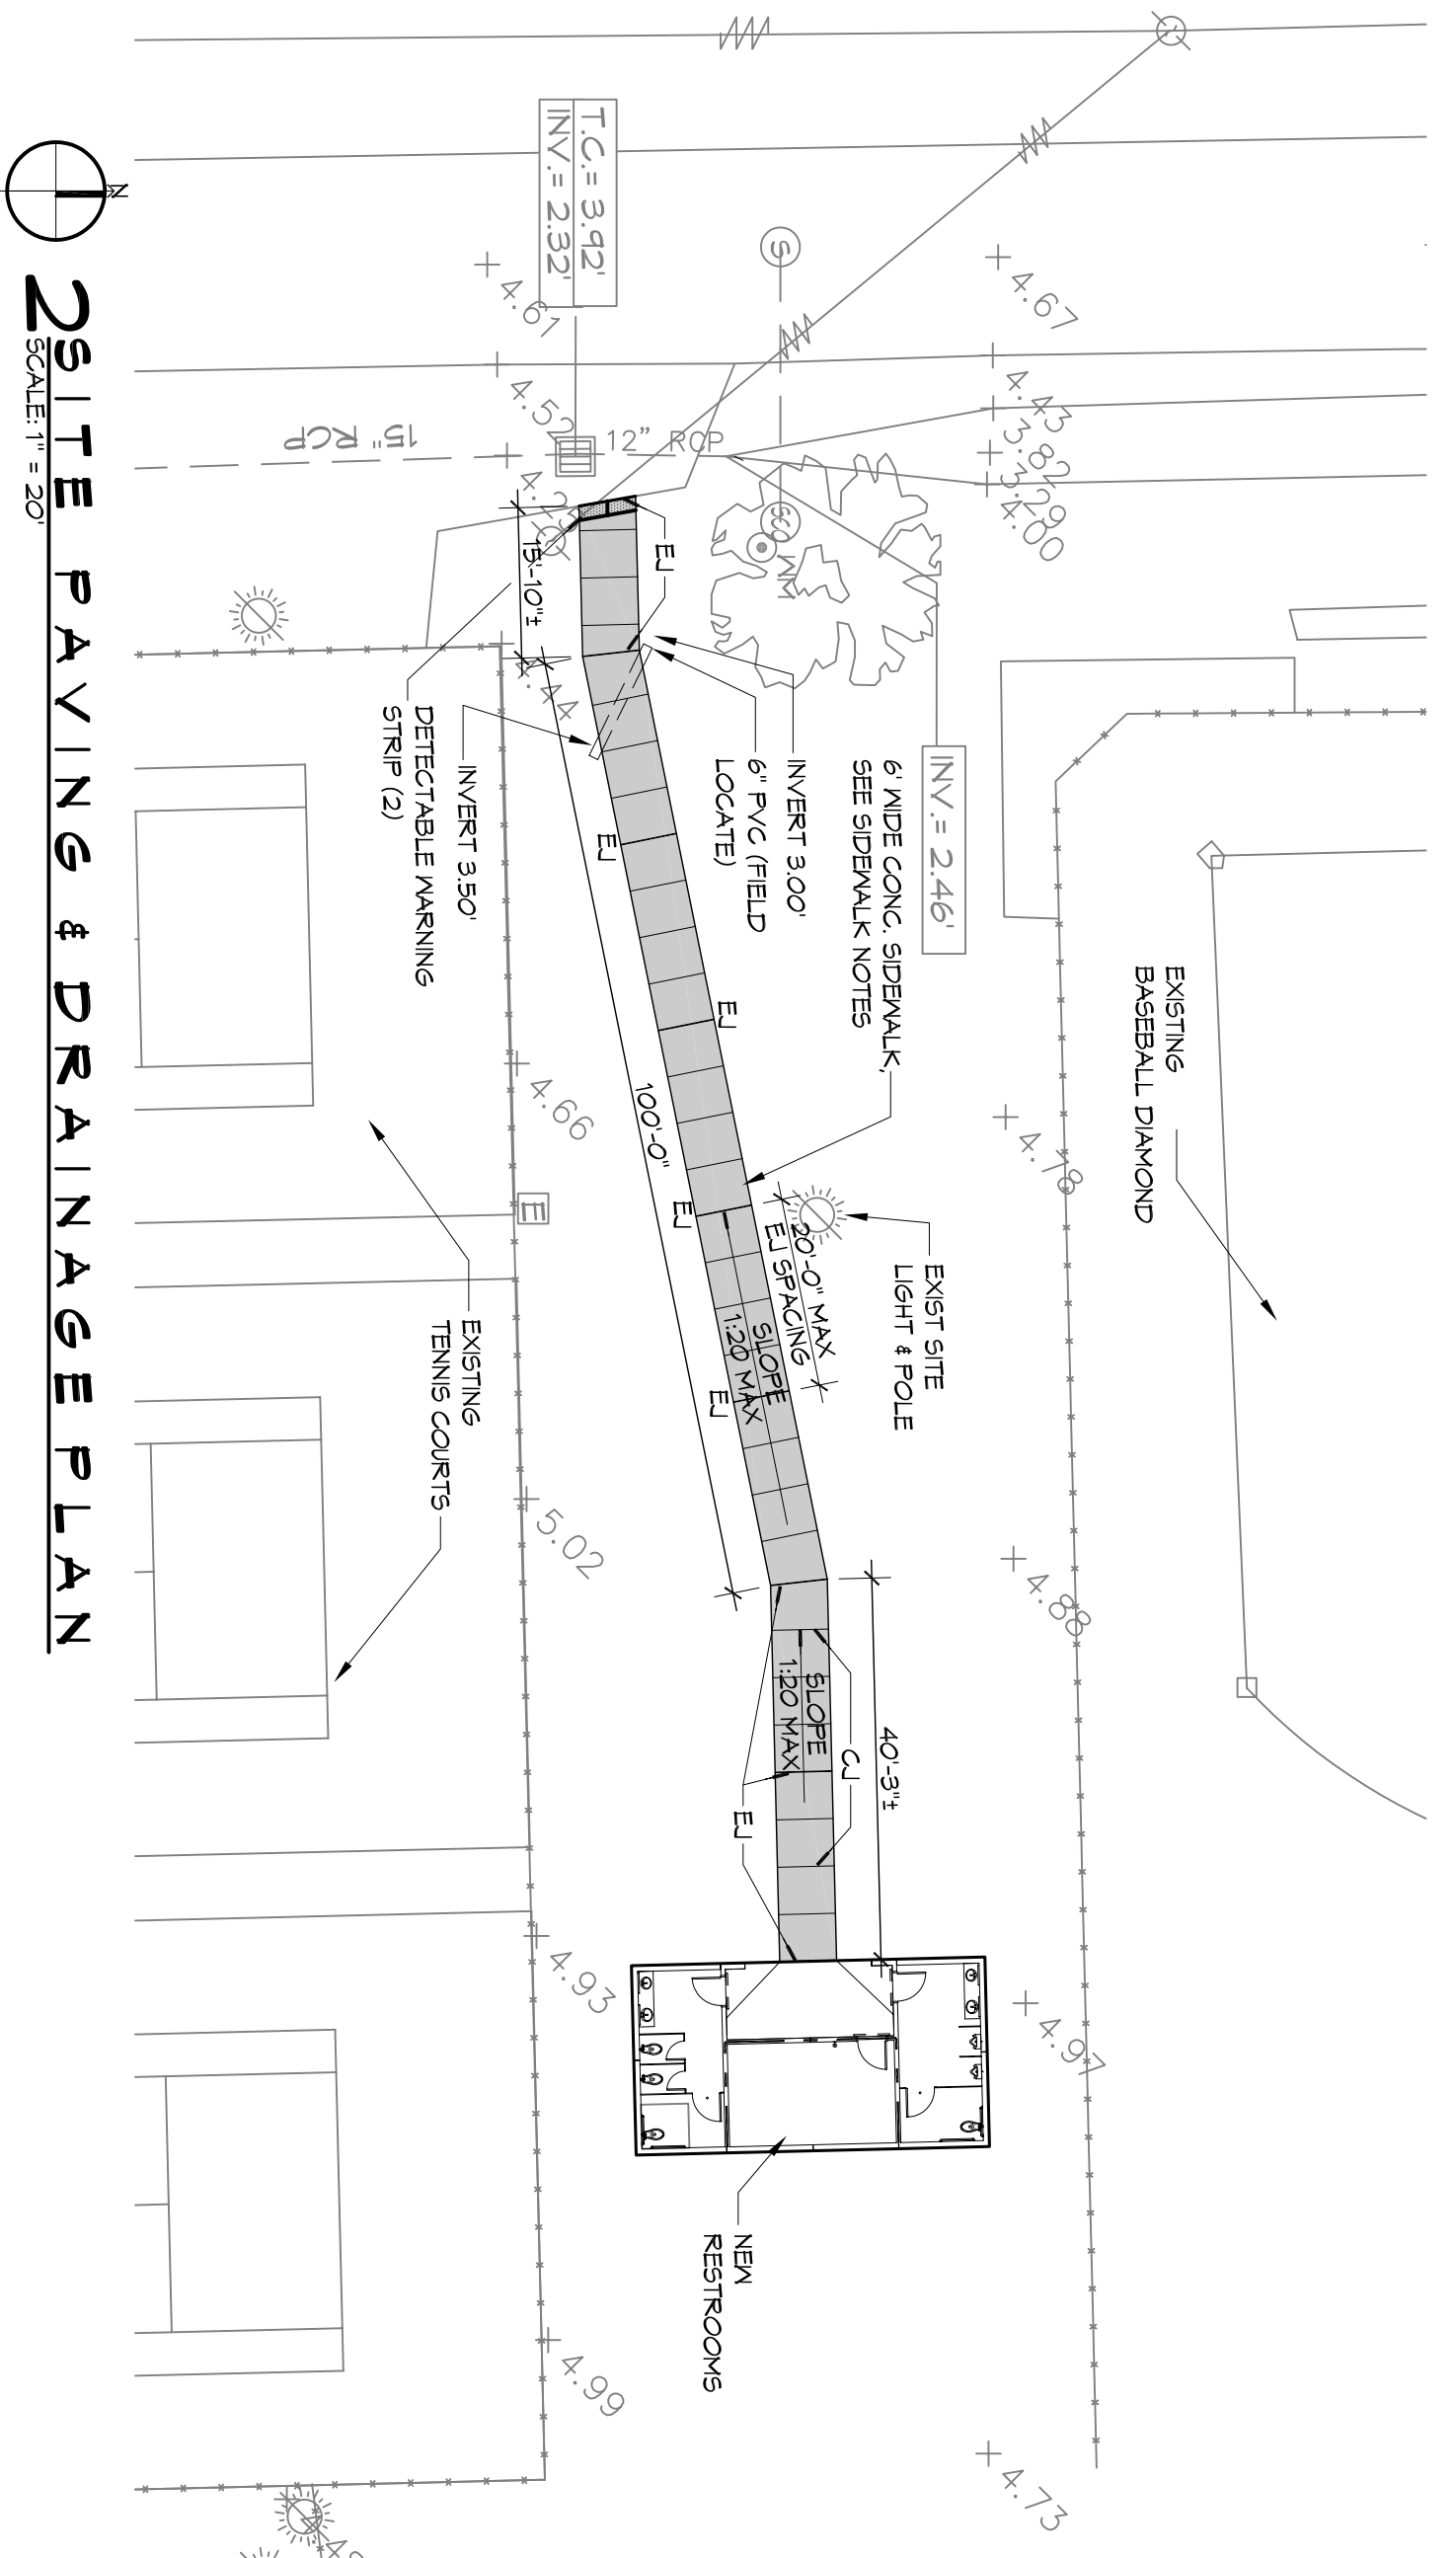 T.C.= 3.92'
INV.= 2.32'
S
4.67
4.61
4.43
3.82
3.29
4.00
4.52
15" RCP
12" RCP
CO
WM
EJ
15'-10"±
INV.= 2.46'
6' WIDE CONC. SIDEWALK,
SEE SIDEWALK NOTES
INVERT 3.00'
6" PVC (FIELD
LOCATE)
INVERT 3.50'
DETECTABLE WARNING
STRIP (2)
EJ
EJ
EXISTING
BASEBALL DIAMOND
4.78
4.66
100'-0"
E
EJ
EXIST SITE
LIGHT & POLE
20'-0" MAX
EJ SPACING
SLOPE
1:20 MAX
EJ
EXISTING
TENNIS COURTS
5.02
4.88
40'-3"±
SLOPE
1:20 MAX
CJ
EJ
4.93
4.97
NEW
RESTROOMS
4.99
4.73
N
2
SITE PAVING & DRAINAGE PLAN
SCALE: 1" = 20'